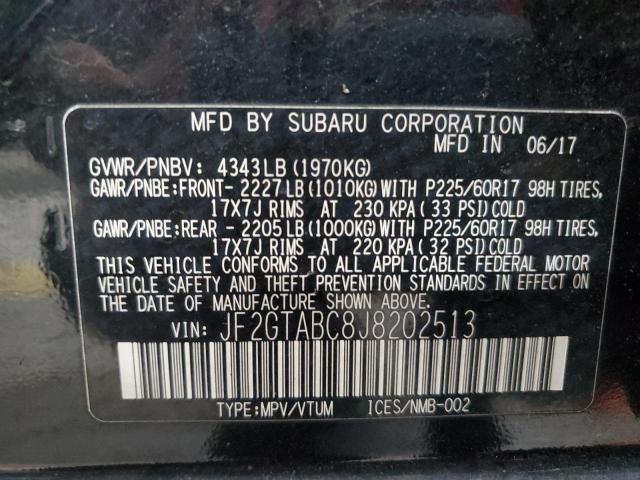 MFD BY SUBARU CORPORATION
MFD IN 06/17
GVWR/PNBV: 4343LB(1970KG)
GAWR/PNBE:FRONT- 2227LB(1010KG)WITH P225/60R17 98H TIRES,
17X7J RIMS AT 230 KPA(33 PSI)COLD
GAWR/PNBE:REAR - 2205LB(1000KG)WITH P225/60R17 98H TIRES,
17X7J RIMS AT 220 KPA(32 PSI)COLD
THIS VEHICLE CONFORMS TO ALL APPLICABLE FEDERAL MOTOR
VEHICLE SAFETY AND THEFT PREVENTION STANDARDS IN EFFECT
ON THE DATE OF MANUFACTURE SHOWN ABOVE.
VIN: JF2GTABC8J8202513
TYPE:MPV/VTUM ICES/NMB-002